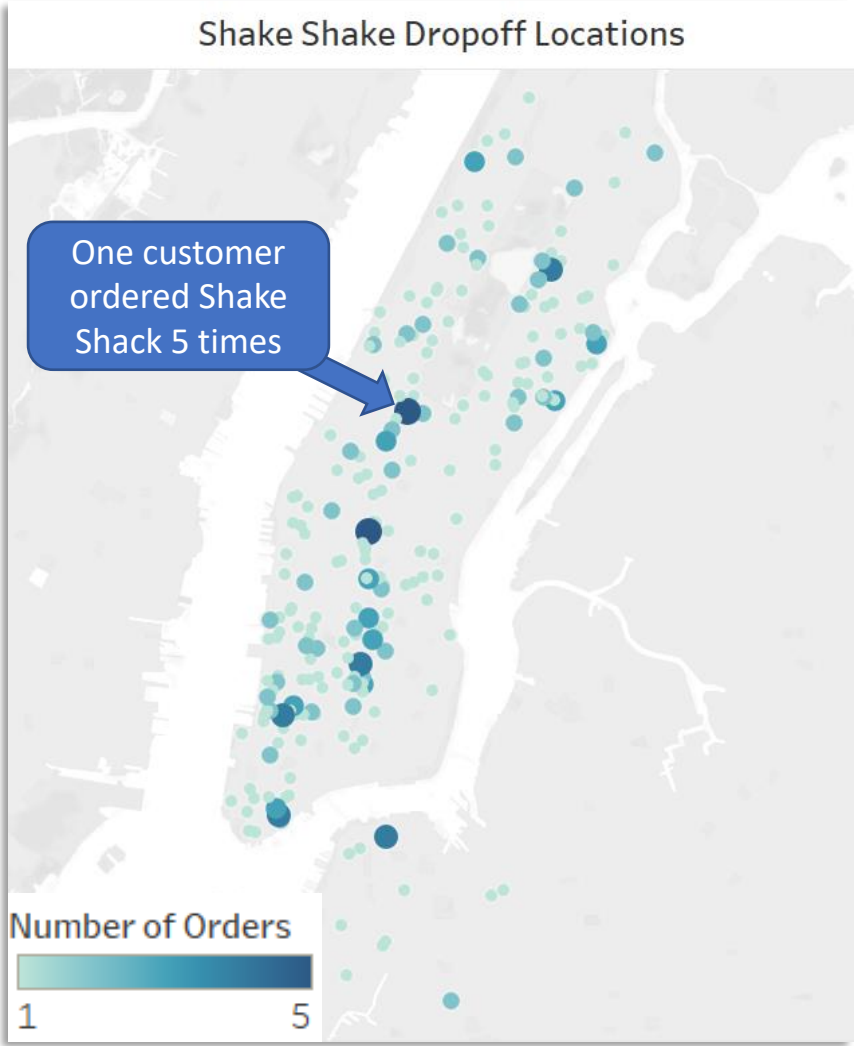 Shake Shake Dropoff Locations
One customer
ordered Shake
Shack 5 times
Number of Orders
1 5